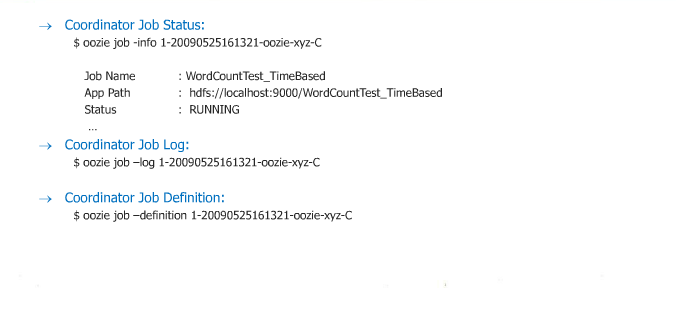 → Coordinator Job Status:
$ oozie job -info 1-20090525161321-oozie-xyz-C
Job Name : WordCountTest_TimeBased
App Path : hdfs://localhost:9000/WordCountTest_TimeBased
Status : RUNNING
...
→ Coordinator Job Log:
$ oozie job –log 1-20090525161321-oozie-xyz-C
→ Coordinator Job Definition:
$ oozie job –definition 1-20090525161321-oozie-xyz-C